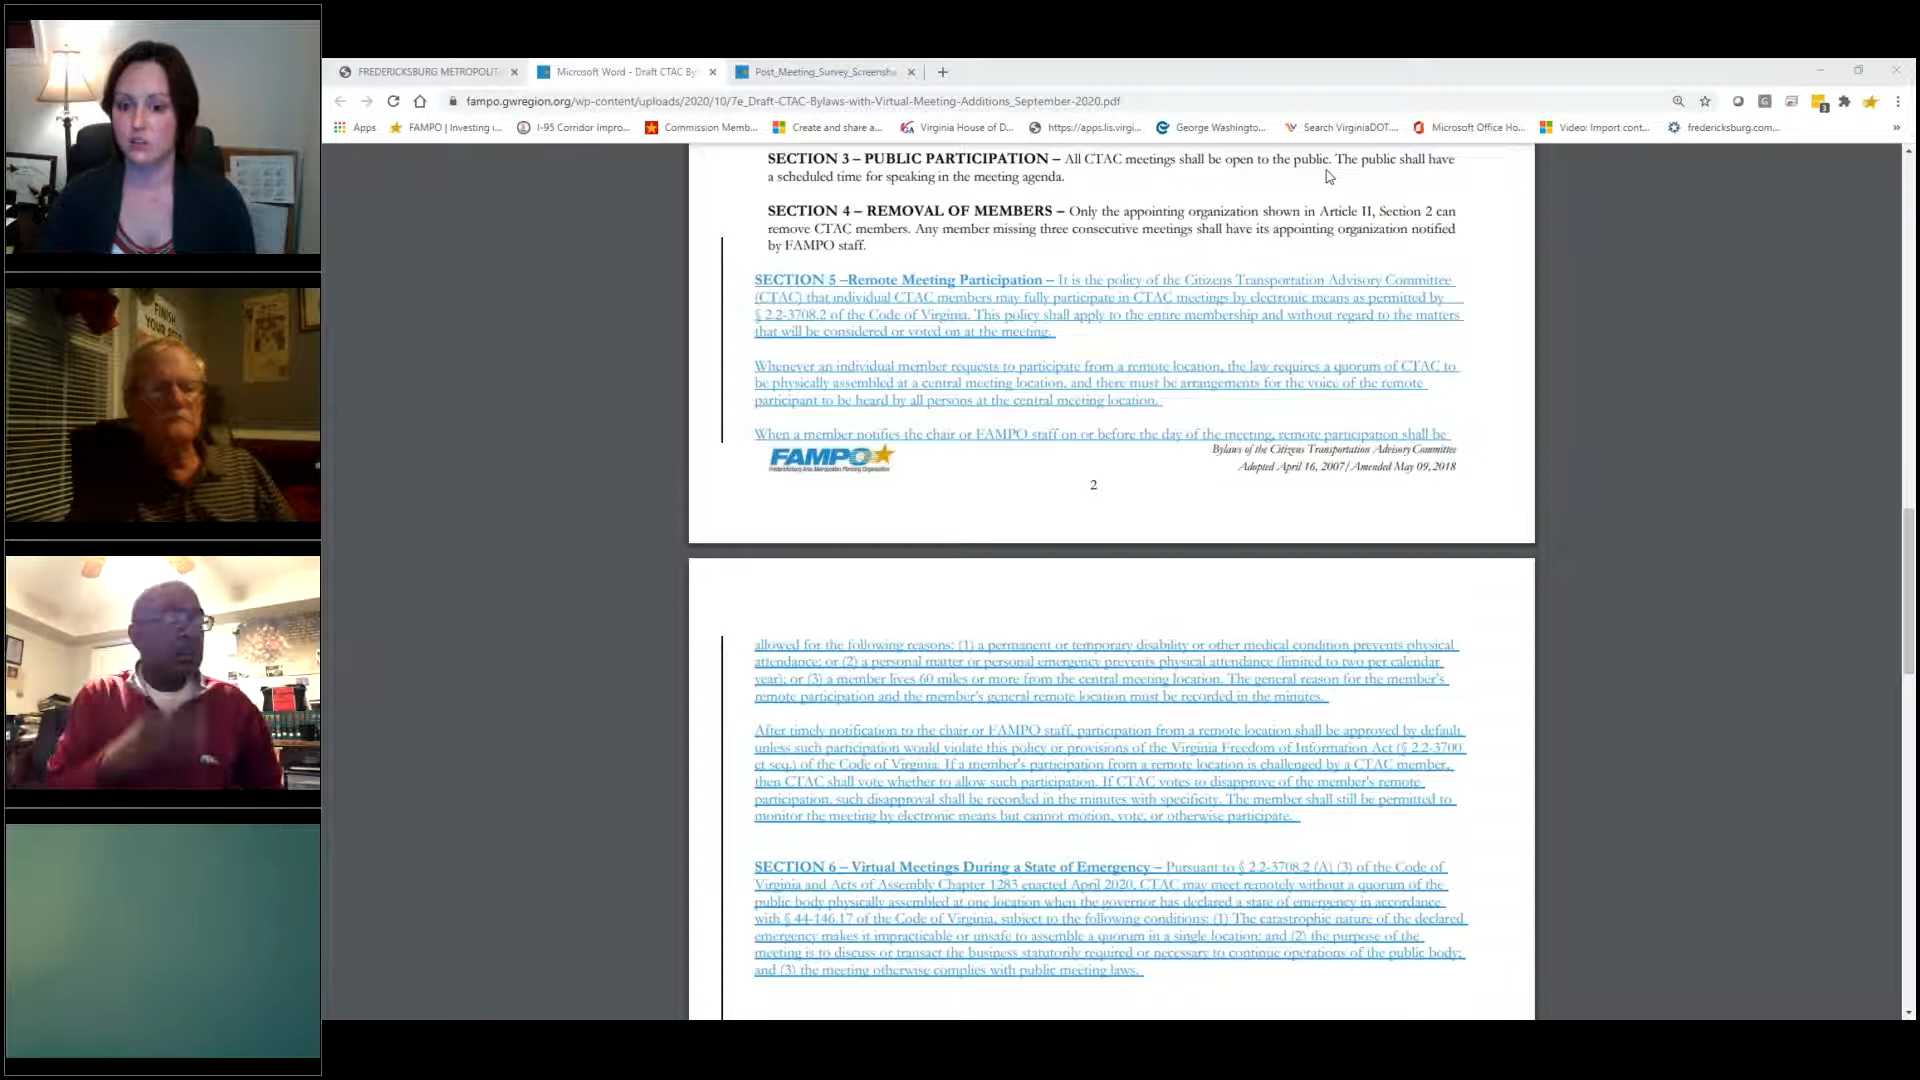 FINISH
YOUR
FREDERICKSBURG METROPOLIT
Microsoft Word - Draft CTAC By
Post_Meeting_Survey_Screensh
fampo.gwregion.org/wp-content/uploads/2020/10/7e_Draft-CTAC-Bylaws-with-Virtual-Meeting-Additions_September-2020.pdf
Apps
FAMPO | Investing i...
I-95 Corridor Impro...
Commission Memb...
Create and share a...
Virginia House of D...
https://apps.lis.virgi...
George Washingto...
Search VirginiaDOT....
Microsoft Office Ho...
Video: Import cont...
fredericksburg.com...
SECTION 3 – PUBLIC PARTICIPATION – All CTAC meetings shall be open to the public. The public shall have
a scheduled time for speaking in the meeting agenda.
SECTION 4 – REMOVAL OF MEMBERS – Only the appointing organization shown in Article II, Section 2 can
remove CTAC members. Any member missing three consecutive meetings shall have its appointing organization notified
by FAMPO staff.
SECTION 5 –Remote Meeting Participation – It is the policy of the Citizens Transportation Advisory Committee
(CTAC) that individual CTAC members may fully participate in CTAC meetings by electronic means as permitted by
§ 2.2-3708.2 of the Code of Virginia. This policy shall apply to the entire membership and without regard to the matters
that will be considered or voted on at the meeting.
Whenever an individual member requests to participate from a remote location, the law requires a quorum of CTAC to
be physically assembled at a central meeting location, and there must be arrangements for the voice of the remote
participant to be heard by all persons at the central meeting location.
When a member notifies the chair or FAMPO staff on or before the day of the meeting, remote participation shall be
FAMPO
Fredericksburg Area Metropolitan Planning Organization
Bylaws of the Citizens Transportation Advisory Committee
Adopted April 16, 2007/Amended May 09, 2018
2
allowed for the following reasons: (1) a permanent or temporary disability or other medical condition prevents physical
attendance; or (2) a personal matter or personal emergency prevents physical attendance (limited to two per calendar
year); or (3) a member lives 60 miles or more from the central meeting location. The general reason for the member's
remote participation and the member's general remote location must be recorded in the minutes.
After timely notification to the chair or FAMPO staff, participation from a remote location shall be approved by default
unless such participation would violate this policy or provisions of the Virginia Freedom of Information Act (§ 2.2-3700
et seq.) of the Code of Virginia. If a member's participation from a remote location is challenged by a CTAC member,
then CTAC shall vote whether to allow such participation. If CTAC votes to disapprove of the member's remote
participation, such disapproval shall be recorded in the minutes with specificity. The member shall still be permitted to
monitor the meeting by electronic means but cannot motion, vote, or otherwise participate.
SECTION 6 – Virtual Meetings During a State of Emergency – Pursuant to § 2.2-3708.2 (A) (3) of the Code of
Virginia and Acts of Assembly Chapter 1283 enacted April 2020, CTAC may meet remotely without a quorum of the
public body physically assembled at one location when the governor has declared a state of emergency in accordance
with § 44-146.17 of the Code of Virginia, subject to the following conditions: (1) The catastrophic nature of the declared
emergency makes it impracticable or unsafe to assemble a quorum in a single location; and (2) the purpose of the
meeting is to discuss or transact the business statutorily required or necessary to continue operations of the public body;
and (3) the meeting otherwise complies with public meeting laws.